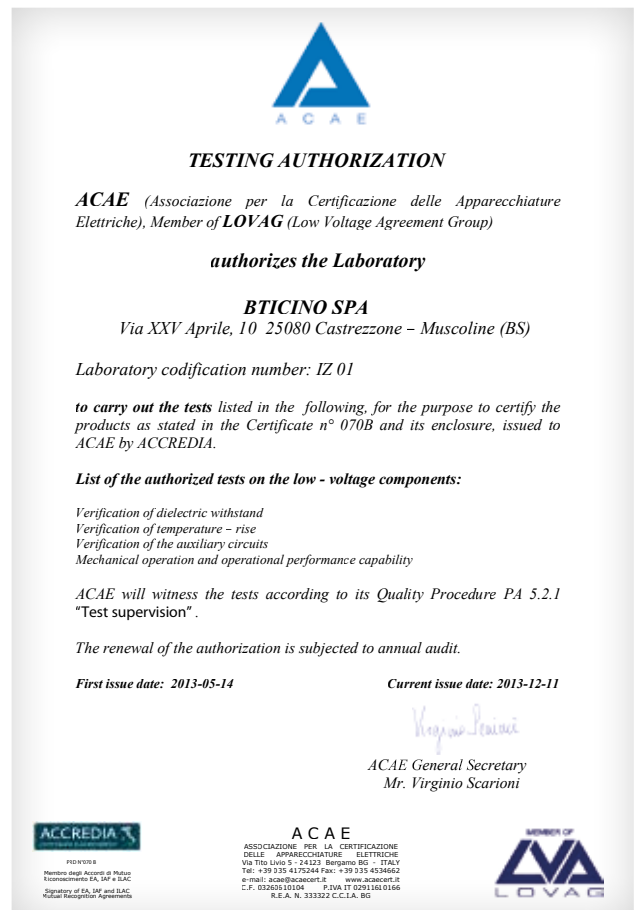 ACAE
TESTING AUTHORIZATION
ACAE (Associazione per la Certificazione delle Apparecchiature
Elettriche), Member of LOVAG (Low Voltage Agreement Group)
authorizes the Laboratory
BTICINO SPA
Via XXV Aprile, 10 25080 Castrezzone – Muscoline (BS)
Laboratory codification number: IZ 01
to carry out the tests listed in the following, for the purpose to certify the
products as stated in the Certificate n° 070B and its enclosure, issued to
ACAE by ACCREDIA.
List of the authorized tests on the low - voltage components:
Verification of dielectric withstand
Verification of temperature – rise
Verification of the auxiliary circuits
Mechanical operation and operational performance capability
ACAE will witness the tests according to its Quality Procedure PA 5.2.1
"Test supervision" .
The renewal of the authorization is subjected to annual audit.
First issue date: 2013-05-14 Current issue date: 2013-12-11
ACAE General Secretary
Mr. Virginio Scarioni
ACCREDIA
PRD N°070 B
Membro degli Accordi di Mutuo
Riconoscimento EA, IAF e ILAC
Signatory of EA, IAF and ILAC
Mutual Recognition Agreements
ACAE
ASSOCIAZIONE PER LA CERTIFICAZIONE
DELLE APPARECCHIATURE ELETTRICHE
Via Tito Livio 5 - 24123 Bergamo BG - ITALY
Tel: +39 035 4175244 Fax: +39 035 4534662
e-mail: acae@acaecert.it www.acaecert.it
C.F. 03260510104 P.IVA IT 02911610166
R.E.A. N. 333322 C.C.I.A. BG
MEMBER OF
LVA
LOVAG